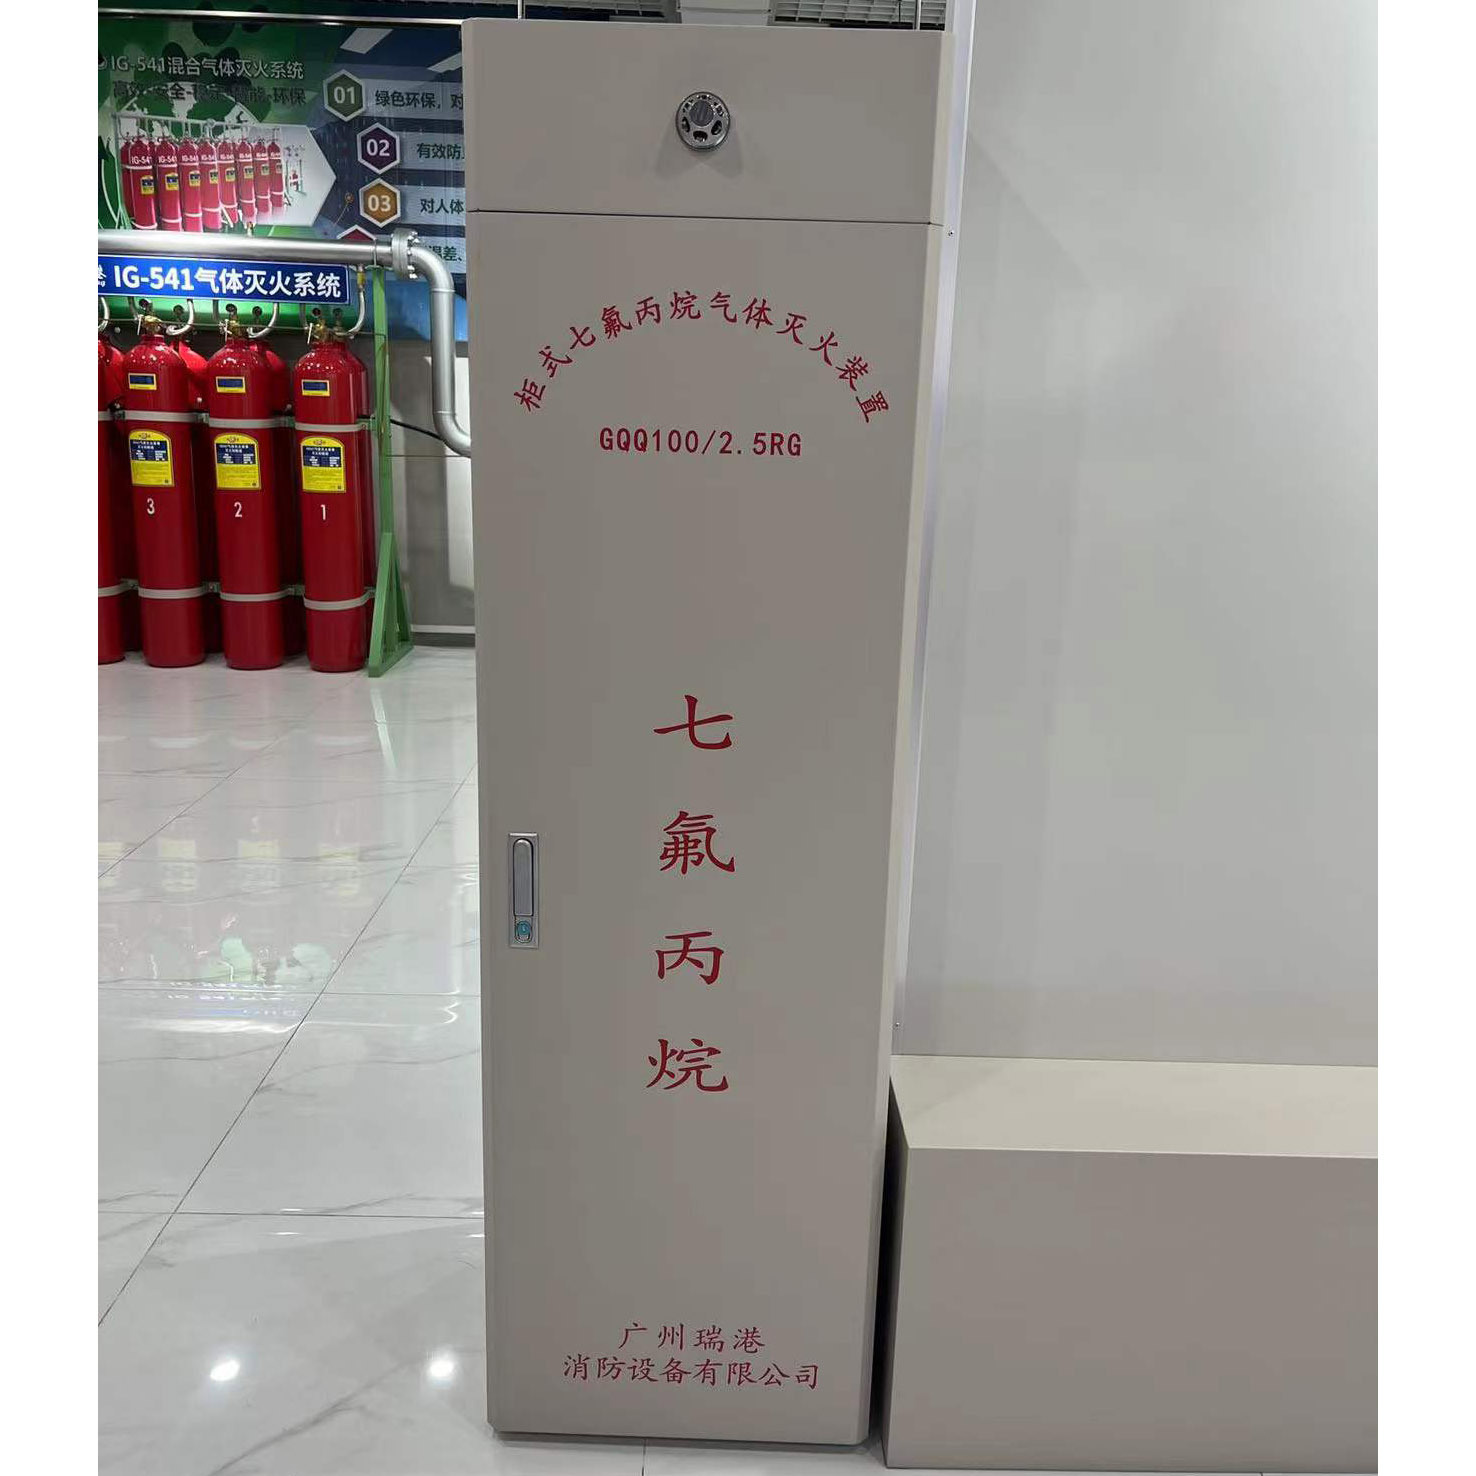 IG-541混合气体灭火系统
01
绿色环保，对
02
有效防
03
对人体
温差、
IG-541气体灭火系统
3
2
1
柜式七氟丙烷气体灭火装置
GQQ100/2.5RG
七
氟
丙
烷
广州瑞港
消防设备有限公司